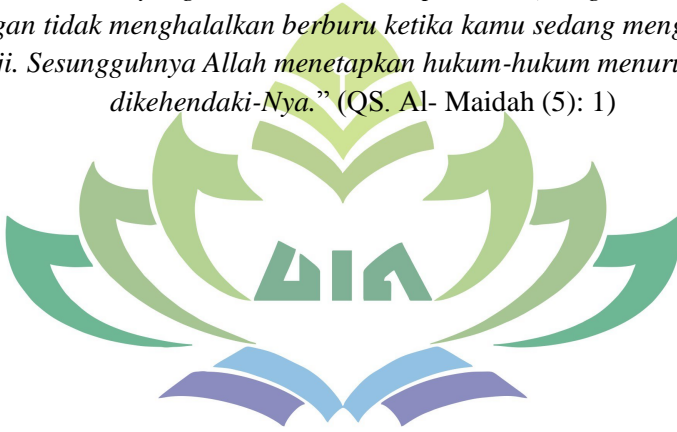 gan tidak menghalalkan berburu ketika kamu sedang meng
ji. Sesungguhnya Allah menetapkan hukum-hukum menuru
dikehendaki-Nya.” (QS. Al- Maidah (5): 1)
UIN